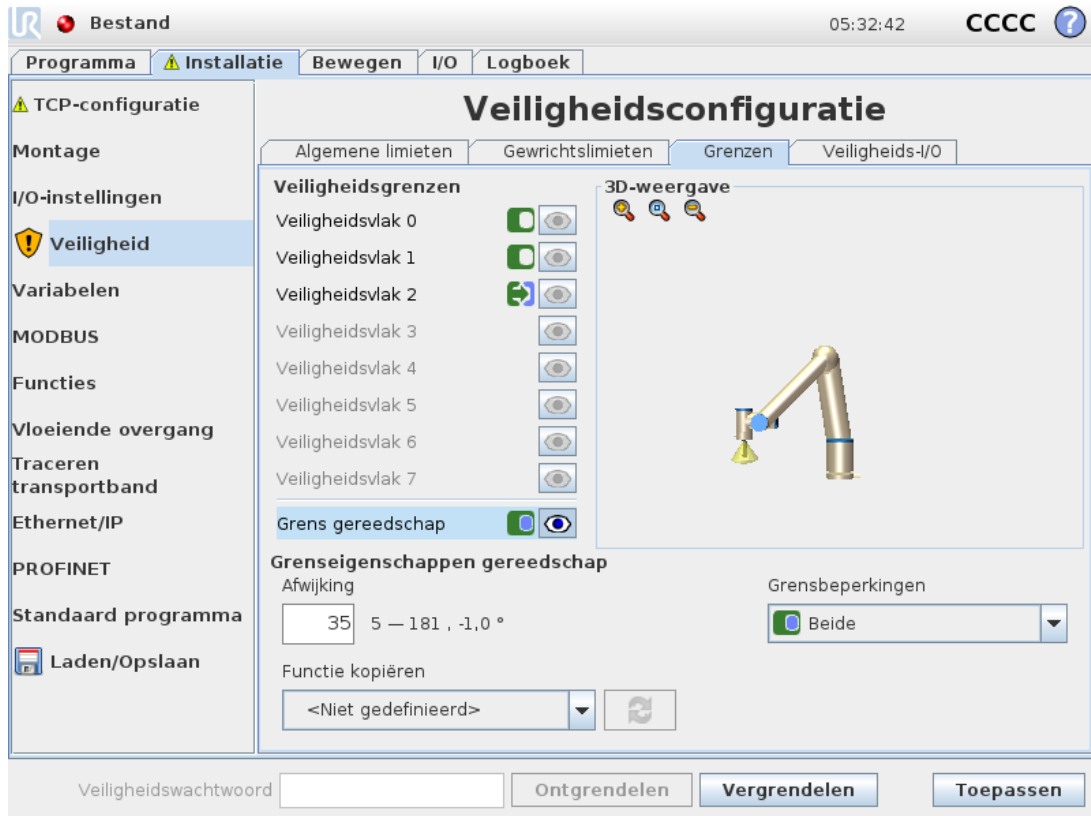 UR Bestand 05:32:42 CCCC ?
Programma Installatie Bewegen I/O Logboek
TCP-configuratie
Montage
I/O-instellingen
Veiligheid
Variabelen
MODBUS
Functies
Vloeiende overgang
Traceren
transportband
Ethernet/IP
PROFINET
Standaard programma
Laden/Opslaan
Veiligheidsconfiguratie
Algemene limieten Gewrichtslimieten Grenzen Veiligheids-I/O
Veiligheidsgrenzen
Veiligheidsvlak 0
Veiligheidsvlak 1
Veiligheidsvlak 2
Veiligheidsvlak 3
Veiligheidsvlak 4
Veiligheidsvlak 5
Veiligheidsvlak 6
Veiligheidsvlak 7
Grens gereedschap
3D-weergave
Grenseigenschappen gereedschap
Afwijking
35 5 — 181 , -1,0 °
Grensbeperkingen
Beide
Functie kopiëren
<Niet gedefinieerd>
Veiligheidswachtwoord Ontgrendelen Vergrendelen Toepassen